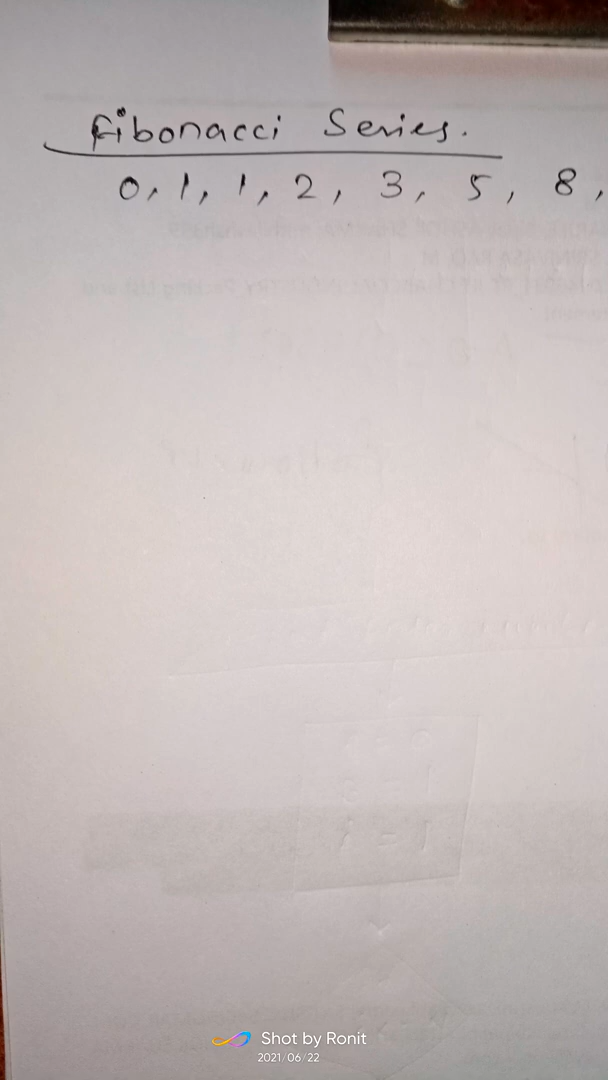 Fibonacci Series.
0, 1, 1, 2, 3, 5, 8,
Shot by Ronit
2021/06/22